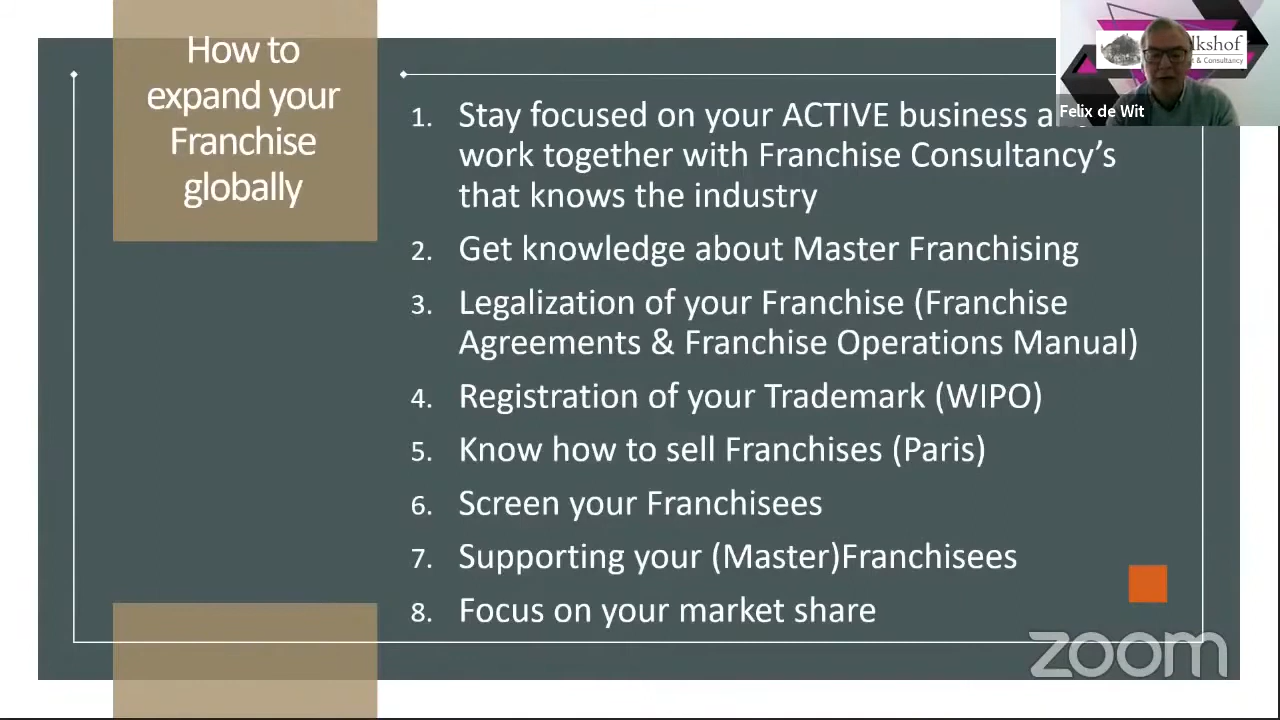 How to
expand your
Franchise
globally
1. Stay focused on your ACTIVE business
work together with Franchise Consultancy's
that knows the industry
2. Get knowledge about Master Franchising
3. Legalization of your Franchise (Franchise
Agreements & Franchise Operations Manual)
4. Registration of your Trademark (WIPO)
5. Know how to sell Franchises (Paris)
6. Screen your Franchisees
7. Supporting your (Master)Franchisees
8. Focus on your market share
lkshof
& Consultancy
Felix de Wit
zoom